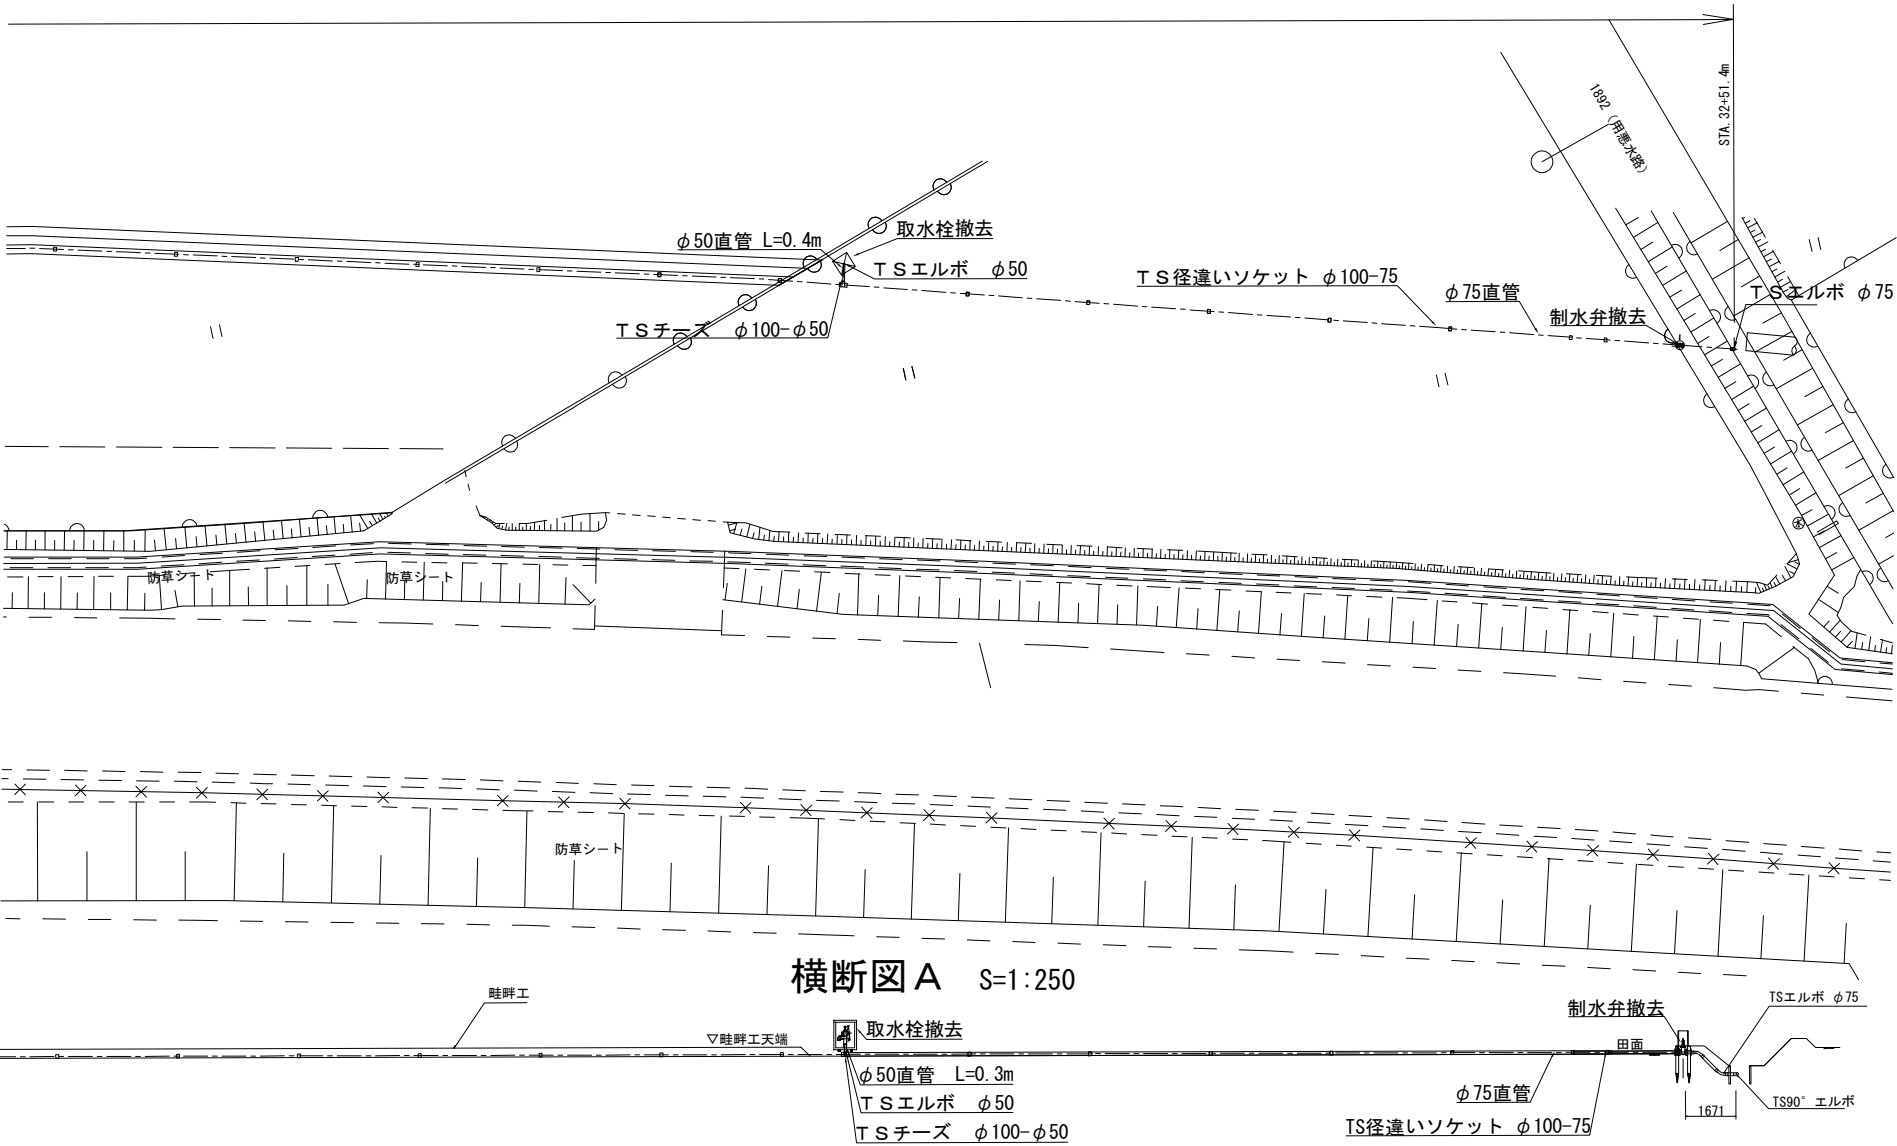 STA.32+51.4m
1892（用悪水路）
φ50直管 L=0.4m
取水栓撤去
ＴＳエルボ φ50
ＴＳ径違いソケット φ100-75
φ75直管
ＴＳエルボ φ75
制水弁撤去
ＴＳチーズ φ100-φ50
防草シート
防草シート
防草シート
横断図Ａ S=1:250
畦畔工
▽畦畔工天端
取水栓撤去
制水弁撤去
TSエルボ φ75
田面
φ50直管 L=0.3m
ＴＳエルボ φ50
ＴＳチーズ φ100-φ50
φ75直管
TS径違いソケット φ100-75
1671
TS90°エルボ